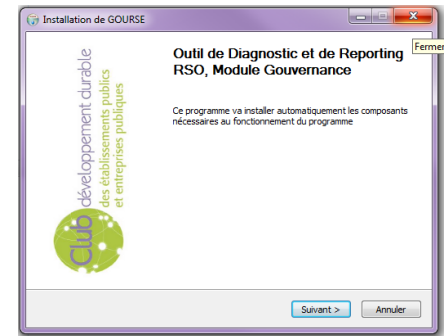 Installation de GOURSE
Fermer
Outil de Diagnostic et de Reporting
RSO, Module Gouvernance
Ce programme va installer automatiquement les composants
nécessaires au fonctionnement du programme
Club développement durable
des établissements publics
et entreprises publiques
Suivant >
Annuler